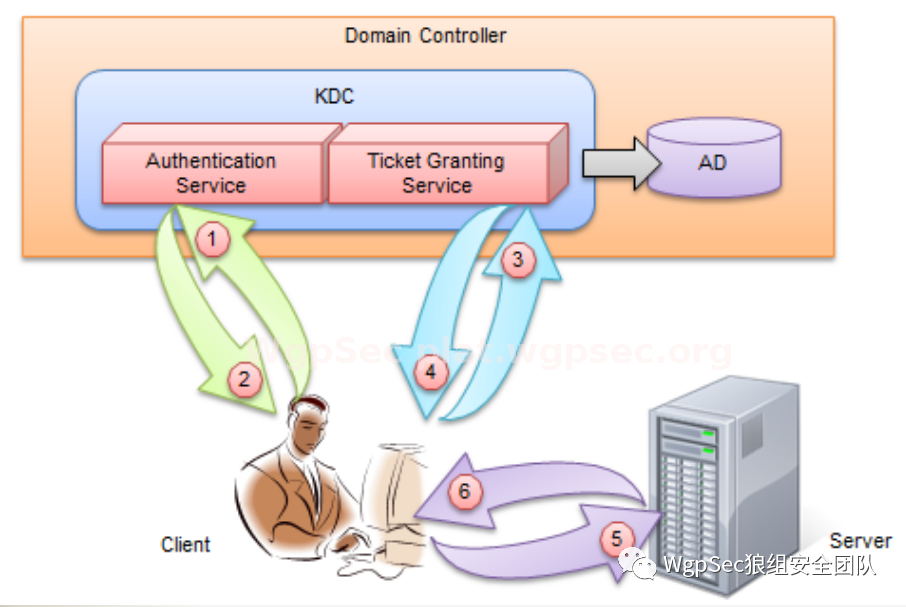 Domain Controller
KDC
Authentication
Service
Ticket Granting
Service
AD
1
3
2
4
WgpSec plat.wgpsec.org
6
5
Client
Server
WgpSec狼组安全团队